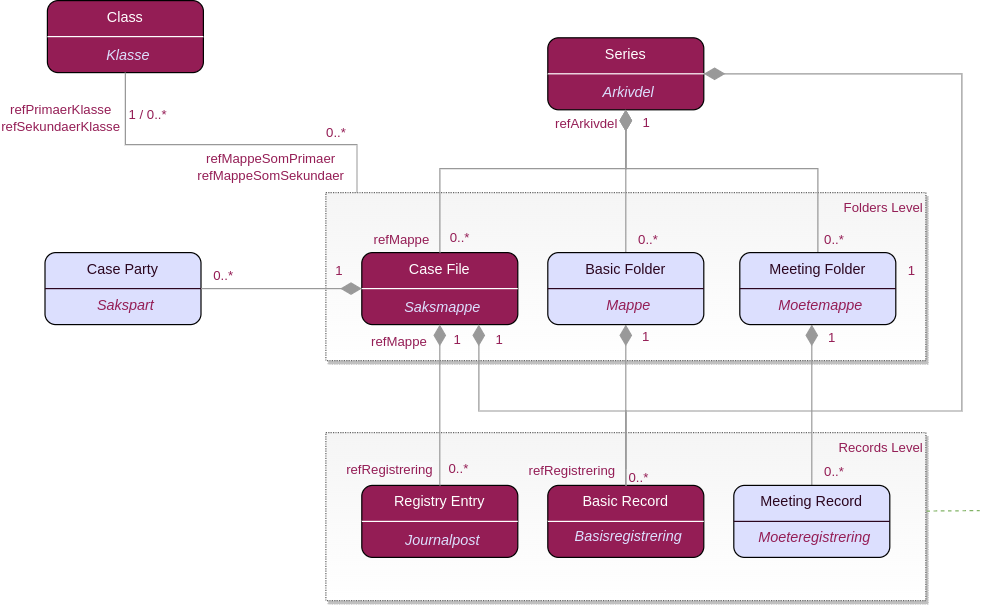 Class
Klasse
Series
Arkivdel
refPrimaerKlasse
refSekundaerKlasse
1 / 0..*
0..*
refMappeSomPrimaer
refMappeSomSekundaer
refArkivdel
1
Folders Level
refMappe
0..*
0..*
0..*
Case Party
Sakspart
0..*
1
Case File
Saksmappe
Basic Folder
Mappe
Meeting Folder
Moetemappe
1
refMappe
1
1
1
1
Records Level
refRegistrering
0..*
refRegistrering
0..*
0..*
Registry Entry
Journalpost
Basic Record
Basisregistrering
Meeting Record
Moeteregistrering